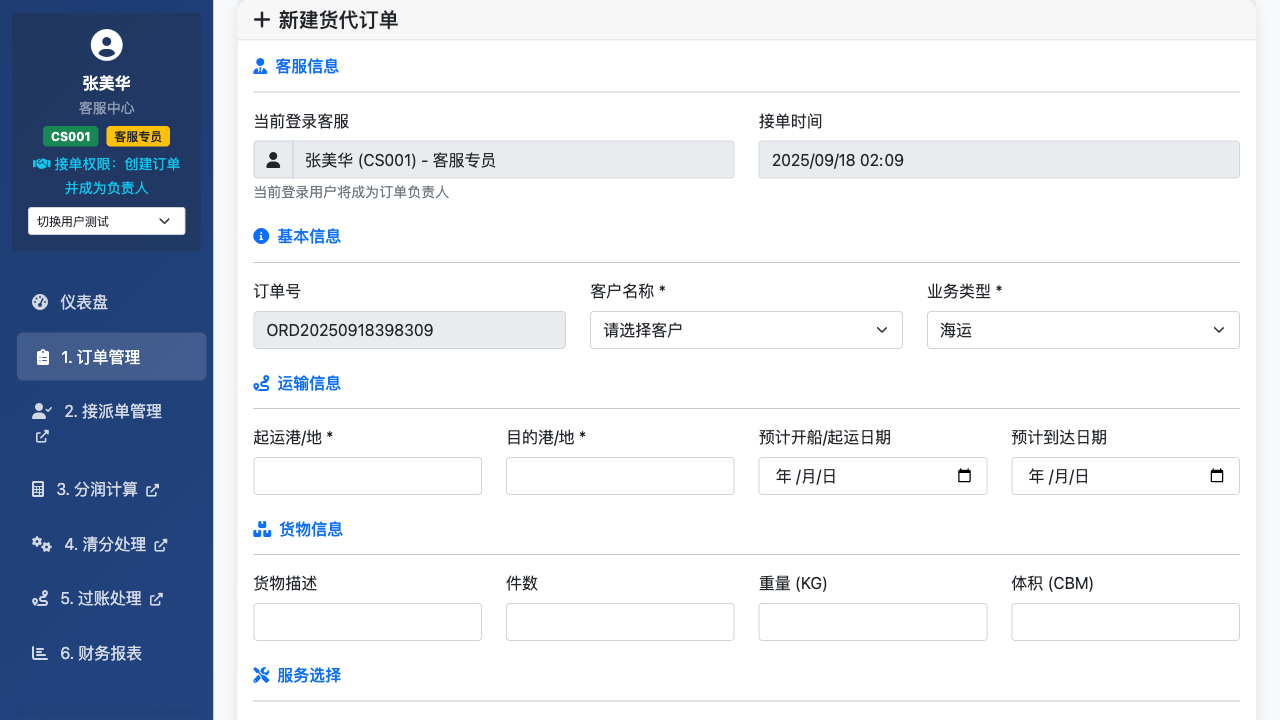 张美华
客服中心
CS001 客服专员
接单权限：创建订单
并成为负责人
切换用户测试
仪表盘
1. 订单管理
2. 接派单管理
3. 分润计算
4. 清分处理
5. 过账处理
6. 财务报表
新建货代订单
客服信息
当前登录客服 接单时间
张美华 (CS001) - 客服专员 2025/09/18 02:09
当前登录用户将成为订单负责人
基本信息
订单号 客户名称 * 业务类型 *
ORD20250918398309 请选择客户 海运
运输信息
起运港/地 * 目的港/地 * 预计开船/起运日期 预计到达日期
年 /月/日 年 /月/日
货物信息
货物描述 件数 重量 (KG) 体积 (CBM)
服务选择